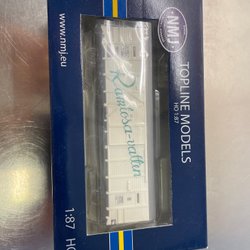 NMJ
TOPLINE MODELS
HO 1:87
Ramlösa-vatten
www.nmj.eu
1:87 HO